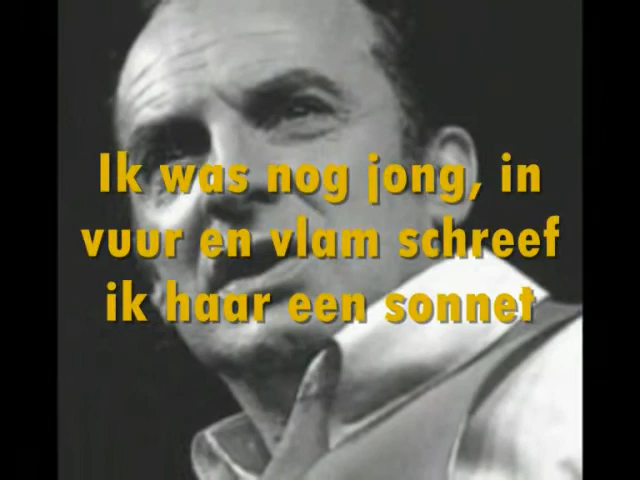 Ik was nog jong, in
vuur en vlam schreef
ik haar een sonnet